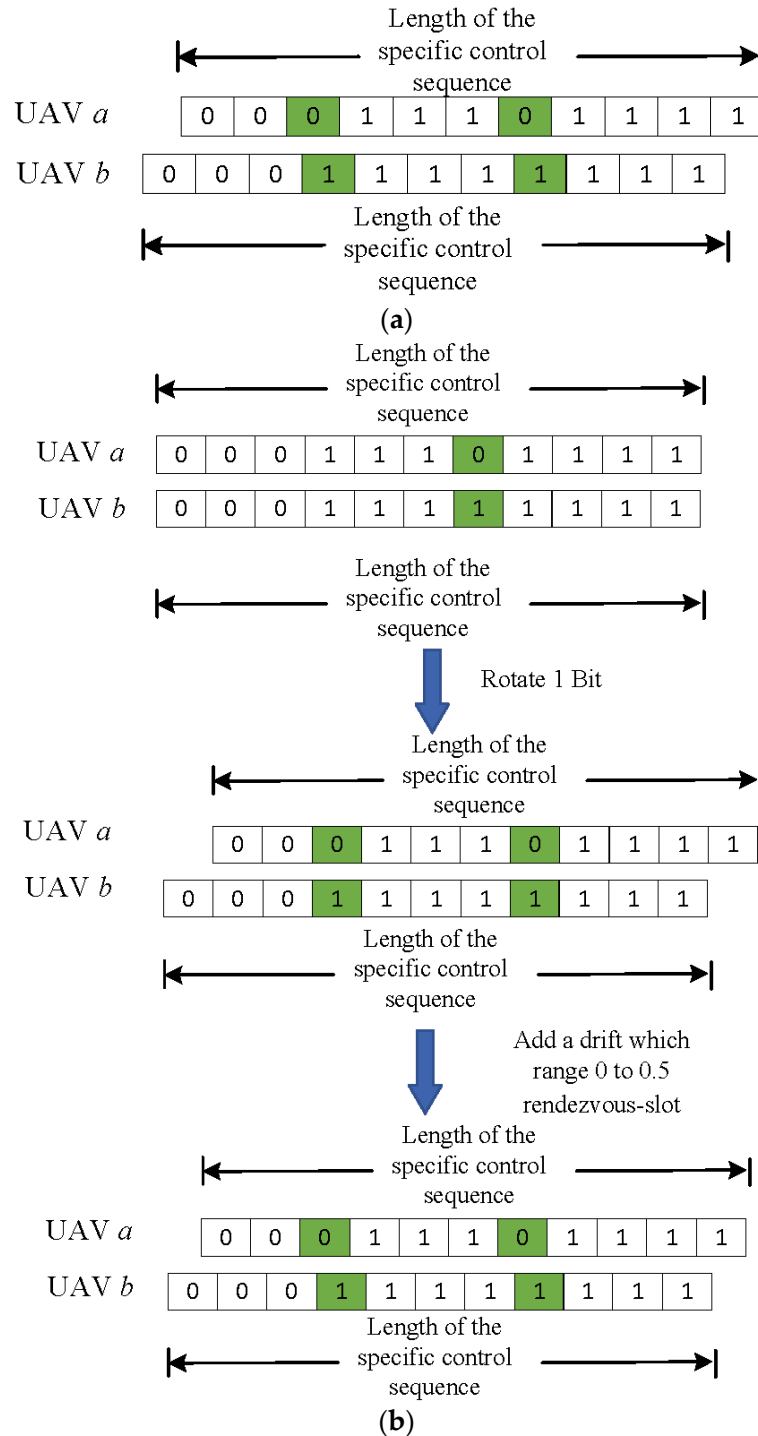 Length of the
specific control
sequence
UAV a 0 0 0 1 1 1 0 1 1 1 1
UAV b 0 0 0 1 1 1 1 1 1 1 1
Length of the
specific control
sequence
(a)
Length of the
specific control
sequence
UAV a 0 0 0 1 1 1 0 1 1 1 1
UAV b 0 0 0 1 1 1 1 1 1 1 1
Length of the
specific control
sequence
Rotate 1 Bit
Length of the
specific control
sequence
UAV a 0 0 0 1 1 1 0 1 1 1 1
UAV b 0 0 0 1 1 1 1 1 1 1 1
Length of the
specific control
sequence
Add a drift which
range 0 to 0.5
rendezvous-slot
Length of the
specific control
sequence
UAV a 0 0 0 1 1 1 0 1 1 1 1
UAV b 0 0 0 1 1 1 1 1 1 1 1
Length of the
specific control
sequence
(b)